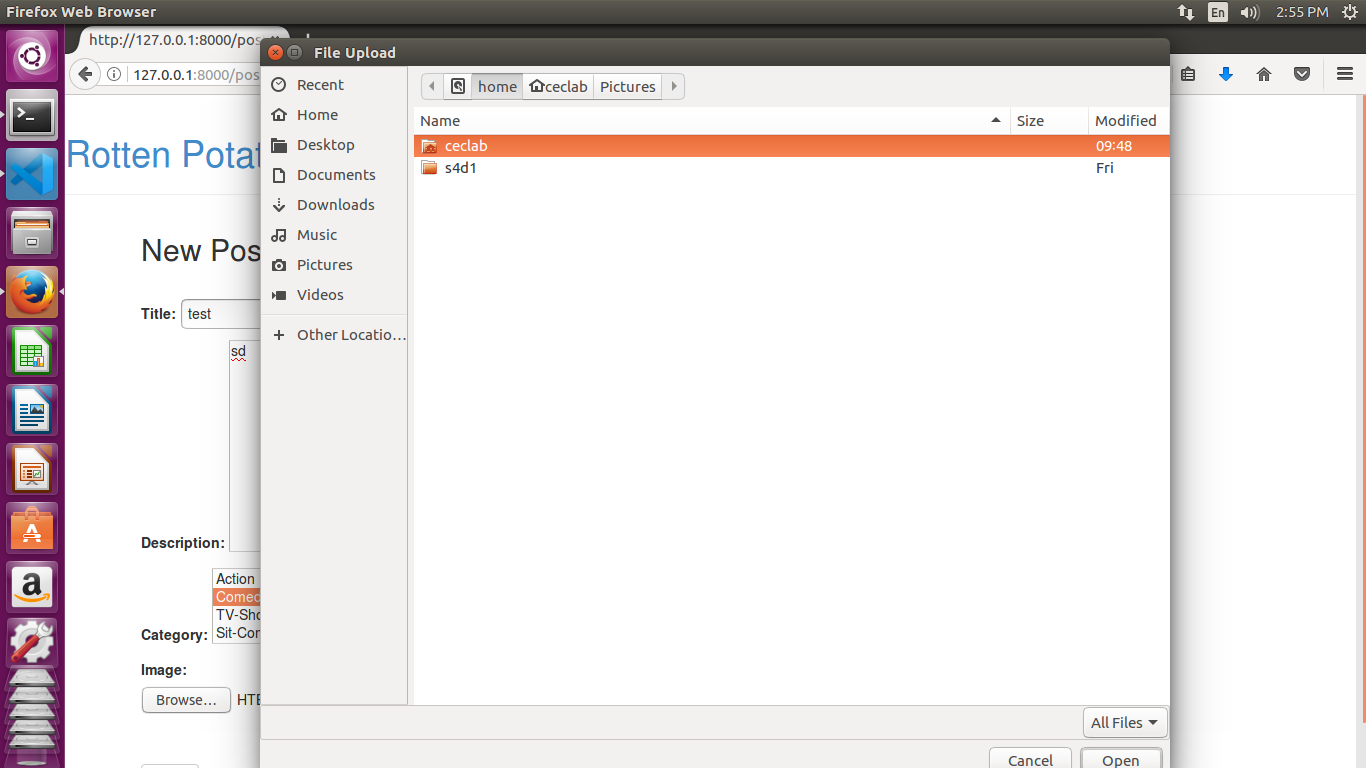 Firefox Web Browser
En
2:55 PM
http://127.0.0.1:8000/pos
File Upload
127.0.0.1:8000/pos
Recent
Home
Desktop
Documents
Downloads
Music
Pictures
Videos
Other Locatio...
home
ceclab
Pictures
Name
Size
Modified
ceclab
09:48
s4d1
Fri
Rotten Potat
New Pos
Title:
test
sd
Description:
Action
Comed
TV-Sho
Sit-Com
Category:
Image:
Browse...
HTE
All Files
Cancel
Open